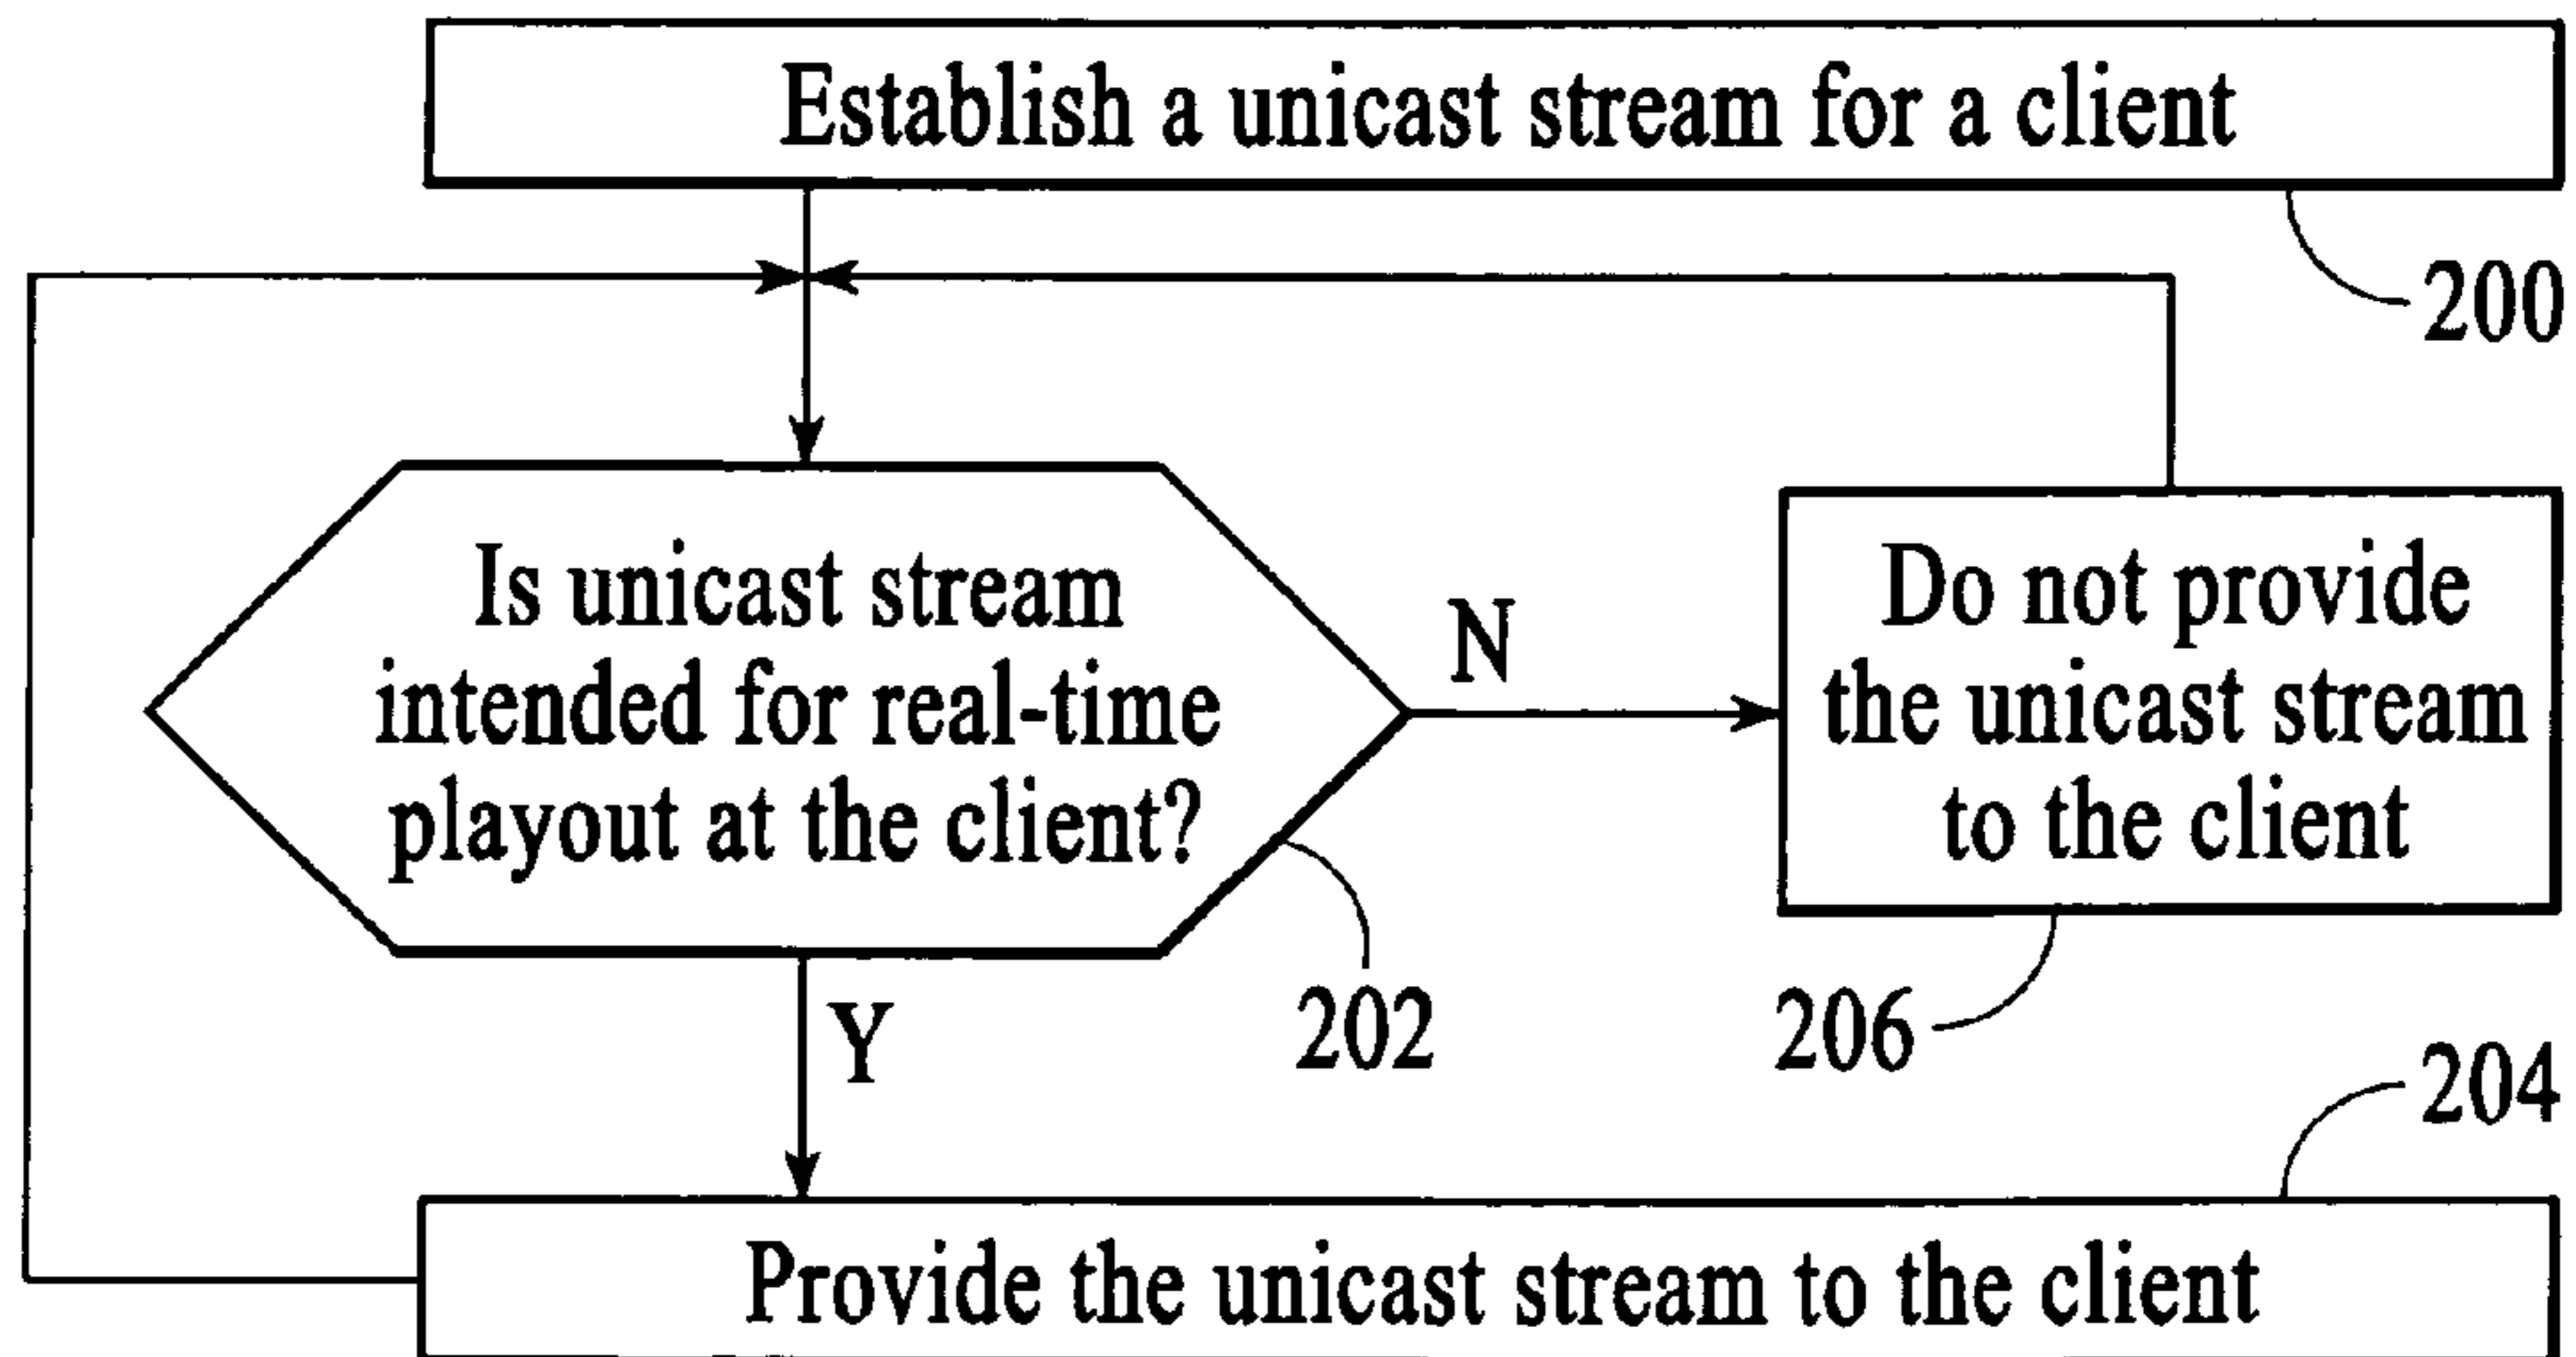 Establish a unicast stream for a client
200
Is unicast stream
intended for real-time
playout at the client?
202
N
Do not provide
the unicast stream
to the client
206
Y
204
Provide the unicast stream to the client